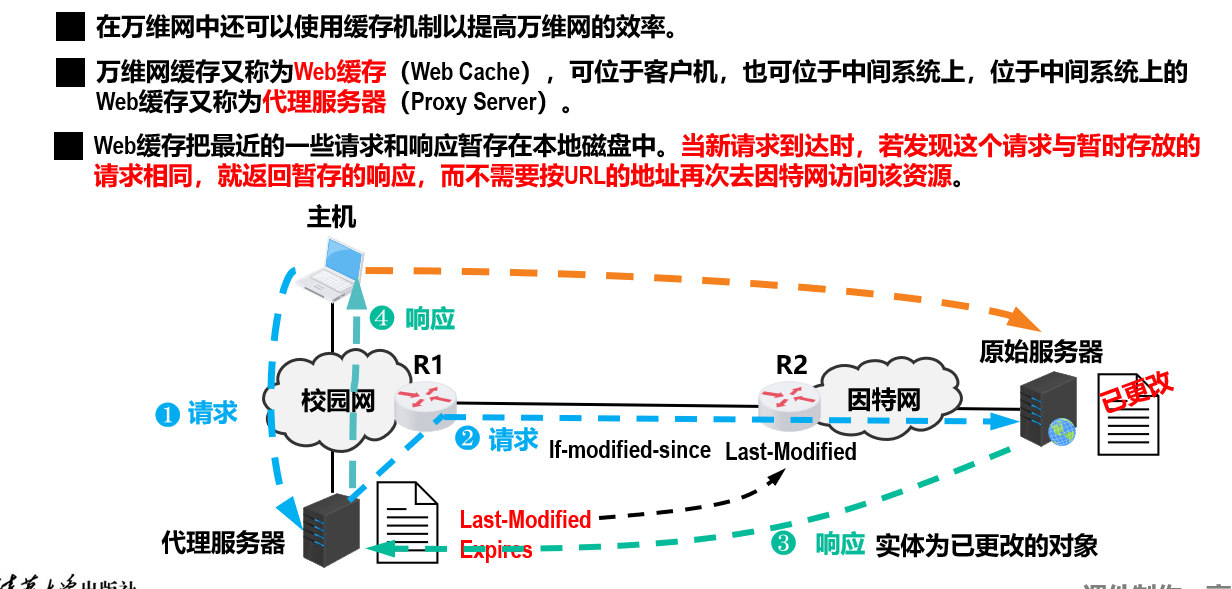 在万维网中还可以使用缓存机制以提高万维网的效率。
万维网缓存又称为Web缓存（Web Cache），可位于客户机，也可位于中间系统上，位于中间系统上的
Web缓存又称为代理服务器（Proxy Server）。
Web缓存把最近的一些请求和响应暂存在本地磁盘中。当新请求到达时，若发现这个请求与暂时存放的
请求相同，就返回暂存的响应，而不需要按URL的地址再次去因特网访问该资源。
主机
❹ 响应
原始服务器
R1
R2
已更改
校园网
因特网
❶ 请求
❷ 请求
If-modified-since Last-Modified
Last-Modified
Expires
代理服务器
❸ 响应 实体为已更改的对象